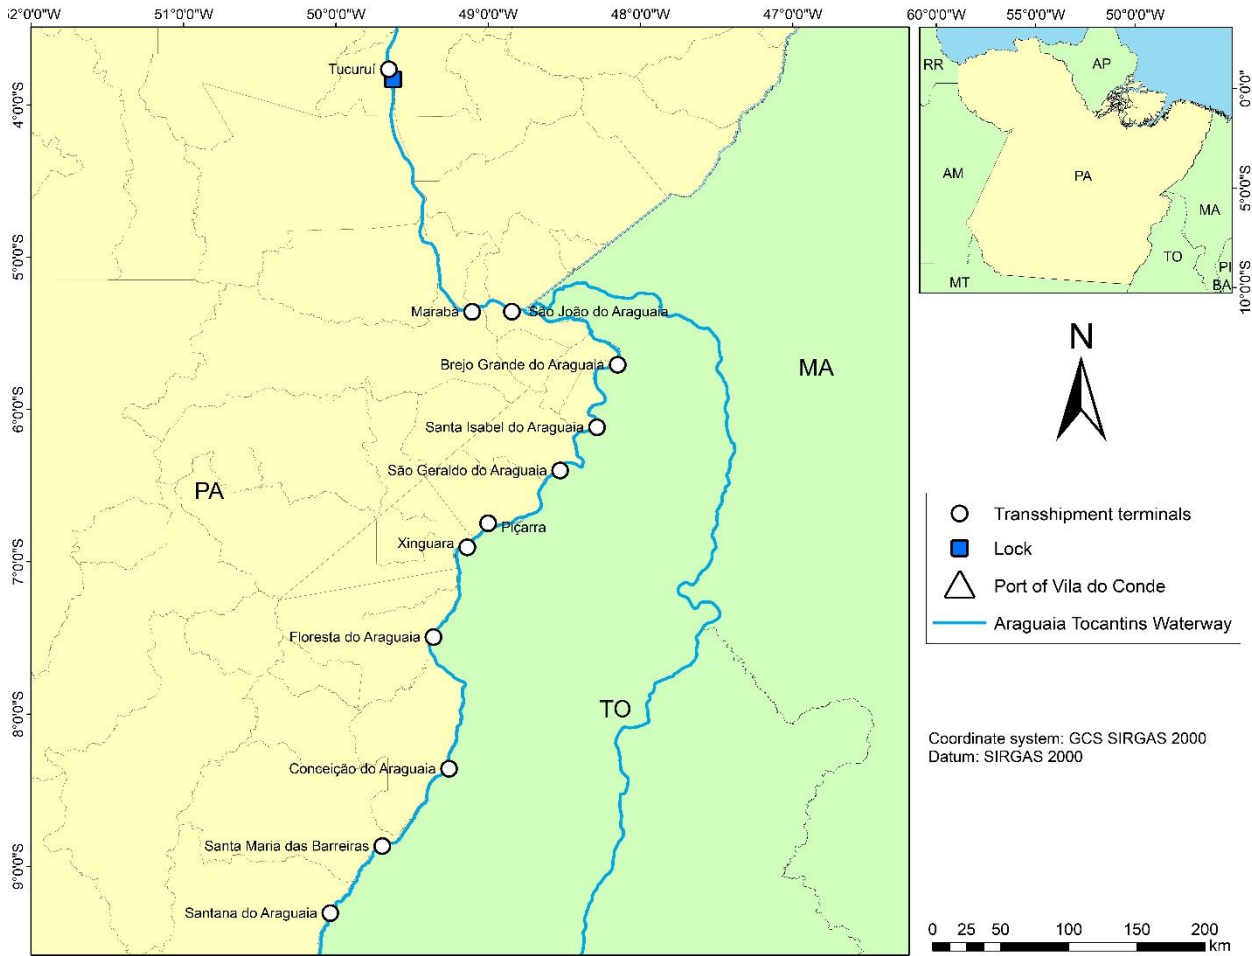 52°0'0"W 51°0'0"W 50°0'0"W 49°0'0"W 48°0'0"W 47°0'0"W
4°0'0"S
5°0'0"S
6°0'0"S
7°0'0"S
8°0'0"S
9°0'0"S
Tucuruí
Marabá
São João do Araguaia
Brejo Grande do Araguaia
Santa Isabel do Araguaia
São Geraldo do Araguaia
Piçarra
Xinguara
Floresta do Araguaia
Conceição do Araguaia
Santa Maria das Barreiras
Santana do Araguaia
PA
MA
TO
60°0'0"W 55°0'0"W 50°0'0"W
RR
AP
AM
PA
MA
TO
PI
MT
BA
0°0'0"
5°0'0"S
10°0'0"S
N
Transshipment terminals
Lock
Port of Vila do Conde
Araguaia Tocantins Waterway
Coordinate system: GCS SIRGAS 2000
Datum: SIRGAS 2000
0 25 50 100 150 200
km